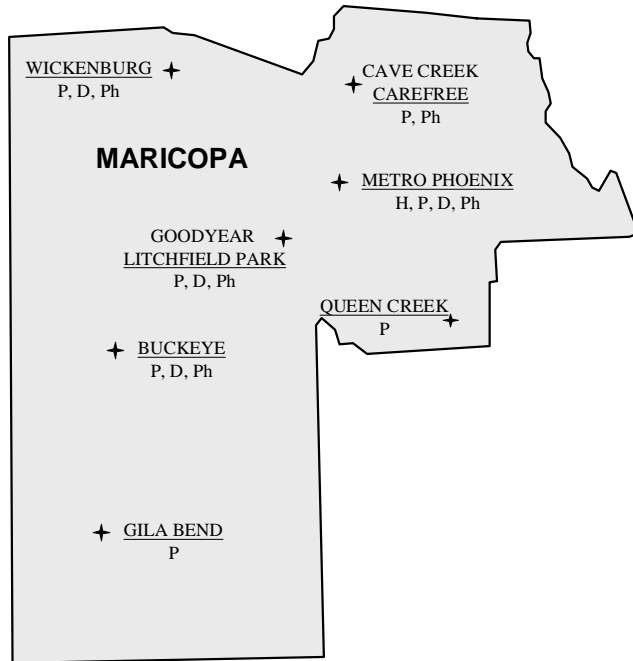 WICKENBURG
P, D, Ph
CAVE CREEK
CAREFREE
P, Ph
MARICOPA
METRO PHOENIX
H, P, D, Ph
GOODYEAR
LITCHFIELD PARK
P, D, Ph
QUEEN CREEK
P
BUCKEYE
P, D, Ph
GILA BEND
P